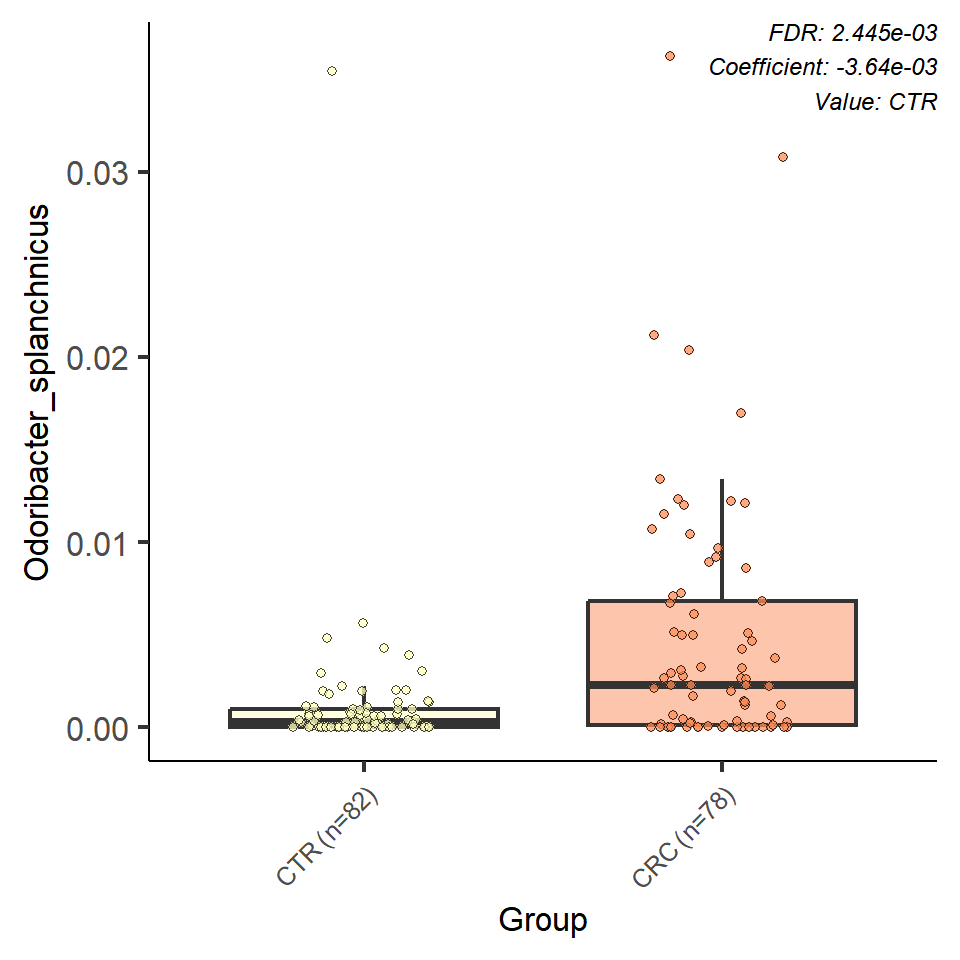 FDR: 2.445e-03
Coefficient: -3.64e-03
Value: CTR
Odoribacter_splanchnicus
0.03
0.02
0.01
0.00
CTR (n=82)
CRC (n=78)
Group